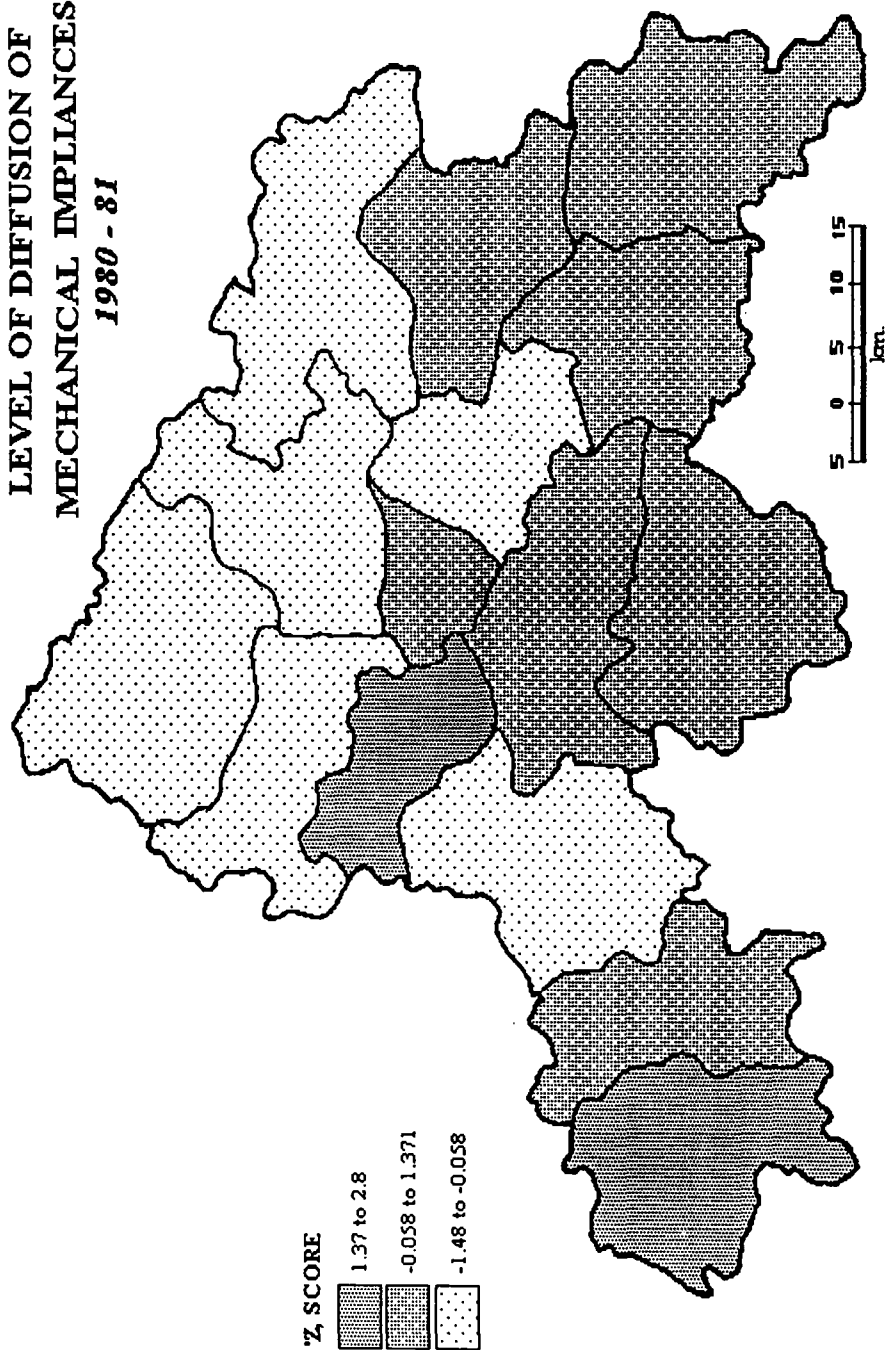 LEVEL OF DIFFUSION OF
MECHANICAL IMPLIANCES
1980 - 81
'Z, SCORE
1.37 to 2.8
-0.058 to 1.371
-1.48 to -0.058
5 0 5 10 15
km.